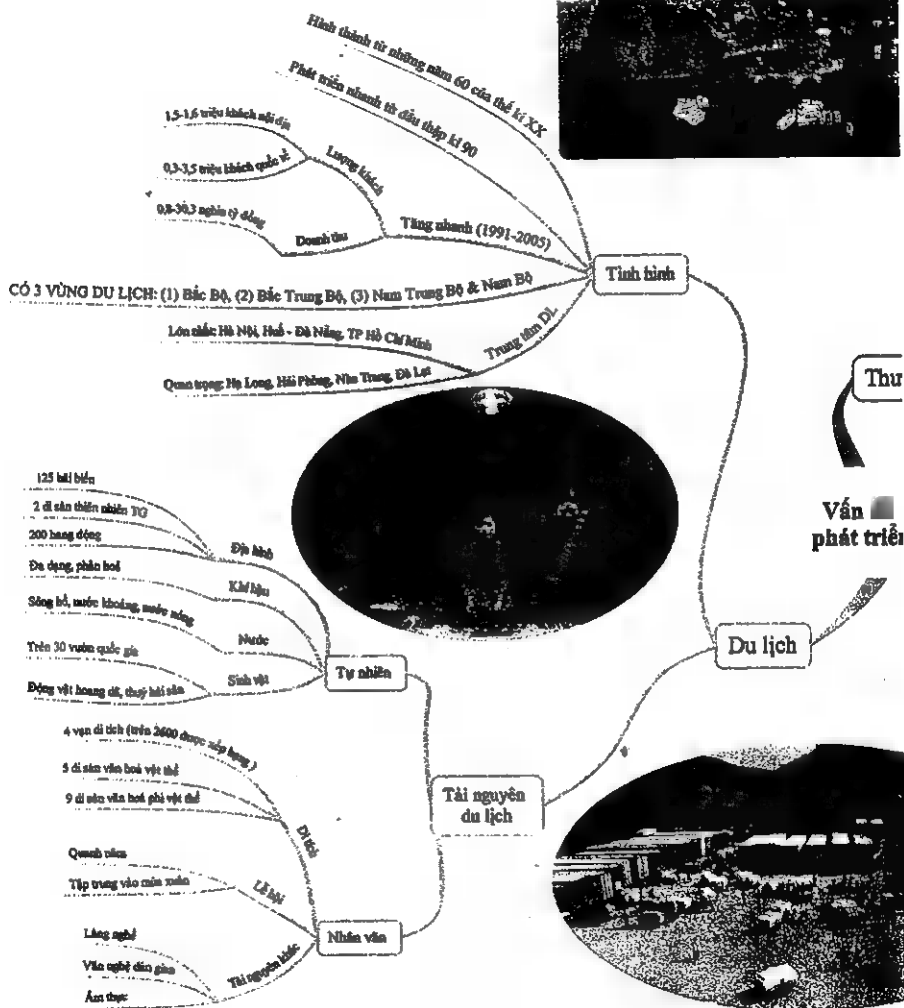 Hình thành từ những năm 60 của thế kỉ XX
Phát triển nhanh từ đầu thập kỉ 90
1,5-1,6 triệu khách nội địa
0,3-3,5 triệu khách quốc tế
Lượng khách
0,8-30,3 nghìn tỷ đồng
Doanh thu
Tăng nhanh (1991-2005)
Tình hình
CÓ 3 VÙNG DU LỊCH: (1) Bắc Bộ, (2) Bắc Trung Bộ, (3) Nam Trung Bộ & Nam Bộ
Lớn nhất: Hà Nội, Huế - Đà Nẵng, TP Hồ Chí Minh
Trung tâm DL
Quan trọng: Hạ Long, Hải Phòng, Nha Trang, Đà Lạt
Thư
Vấn
phát triển
Du lịch
125 bãi biển
2 di sản thiên nhiên TG
200 hang động
Địa hình
Đa dạng, phân hoá
Khí hậu
Sông hồ, nước khoáng, nước nóng
Nước
Trên 30 vườn quốc gia
Sinh vật
Động vật hoang dã, thuỷ hải sản
Tự nhiên
4 vạn di tích (trên 2600 được xếp hạng )
5 di sản văn hoá vật thể
9 di sản văn hoá phi vật thể
Di tích
Tài nguyên
du lịch
Quanh năm
Tập trung vào mùa xuân
Lễ hội
Nhân văn
Làng nghề
Văn nghệ dân gian
Ẩm thực
Tài nguyên khác